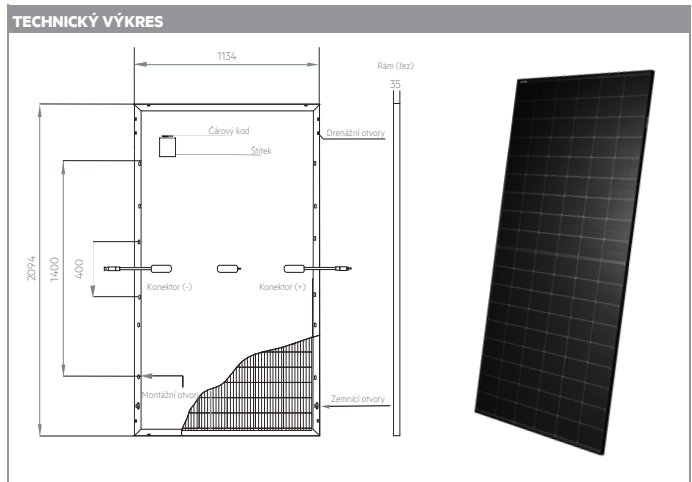 TECHNICKÝ VÝKRES
1134
Rám (řez)
35
Čárový kod
Štítek
Drenážní otvory
2094
1400
400
Konektor (-)
Konektor (+)
Montážní otvory
Zemnící otvory